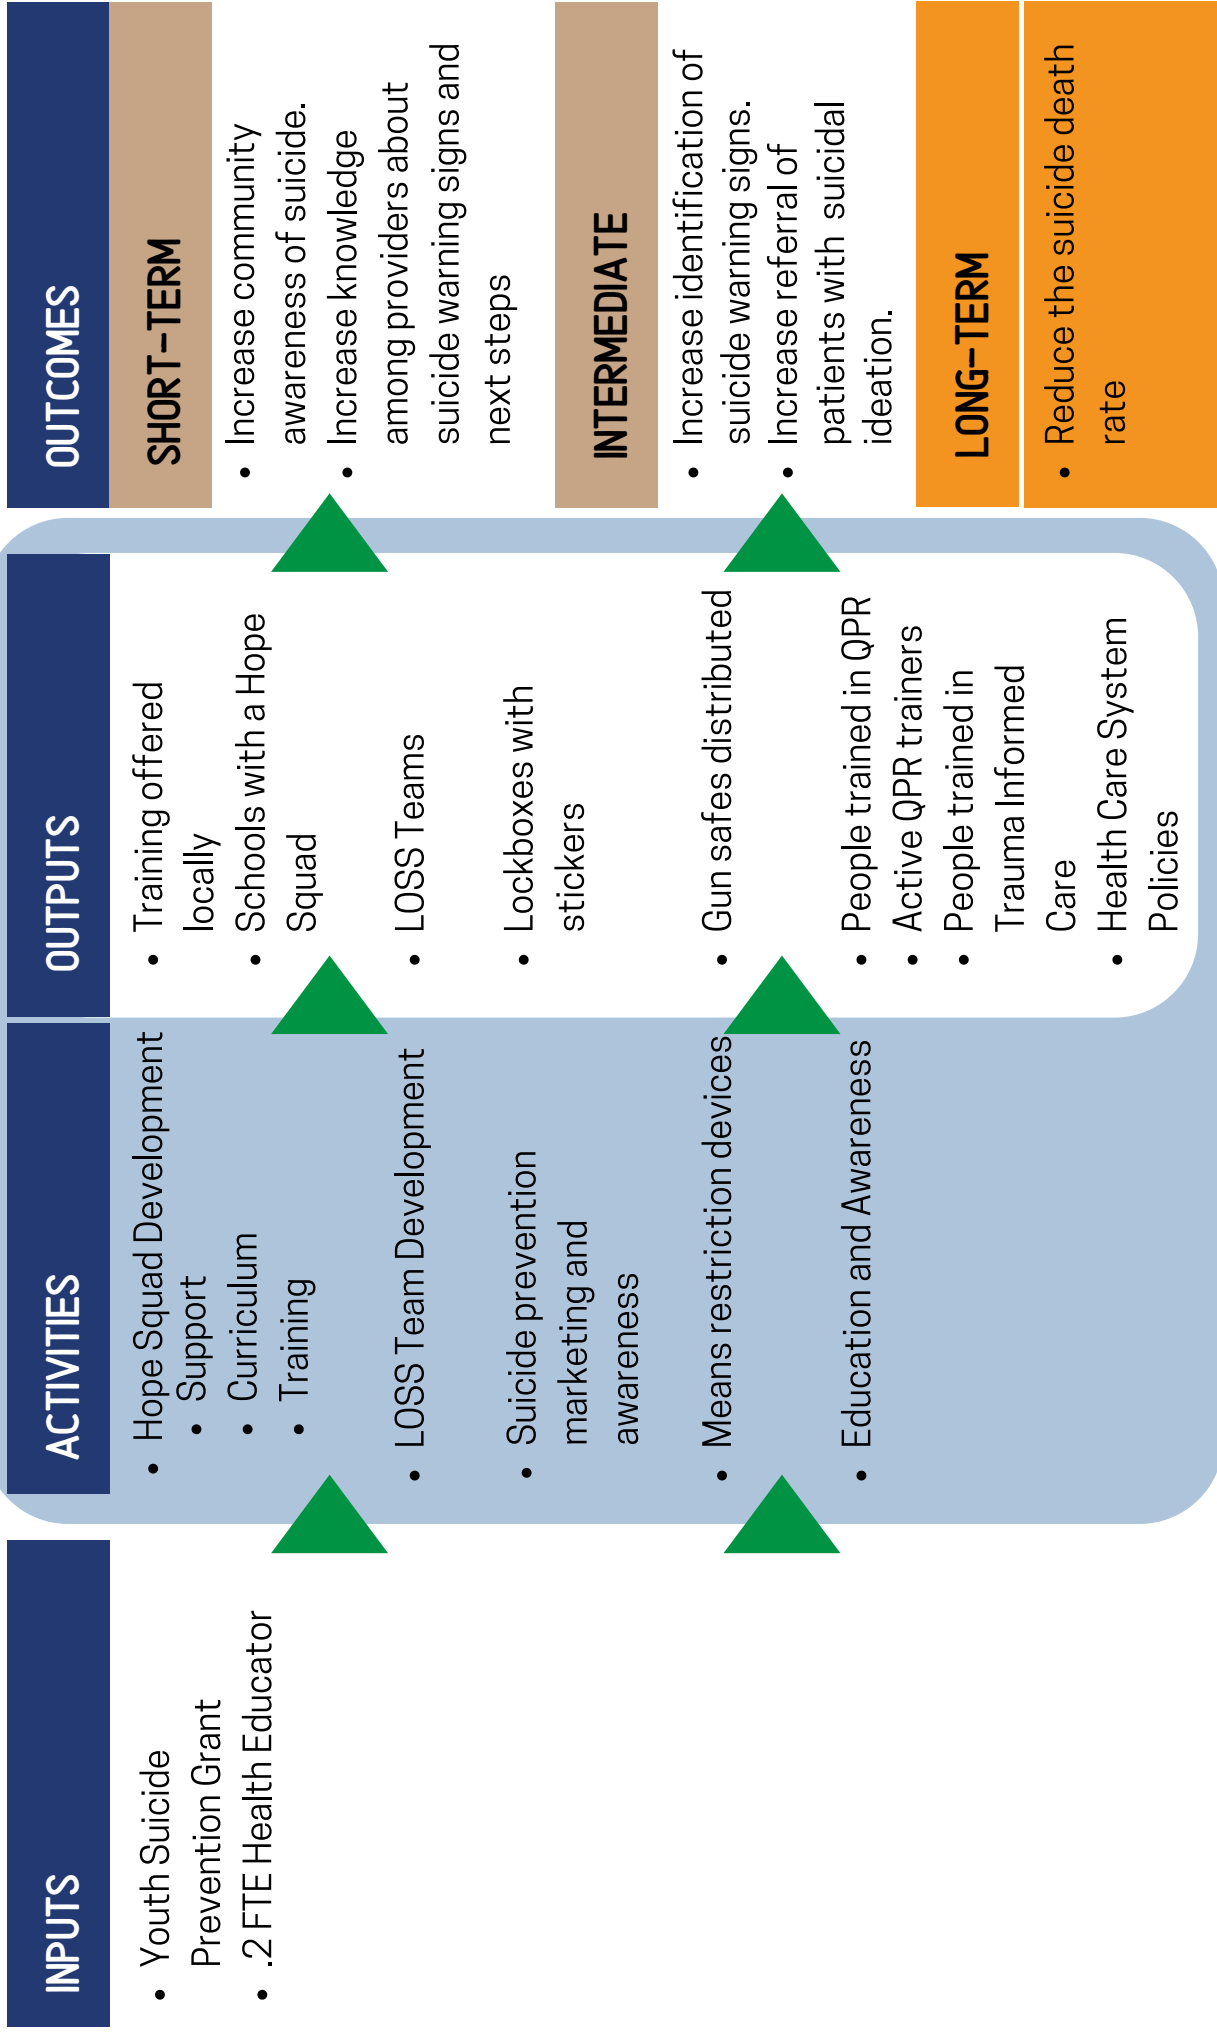 INPUTS
Youth Suicide
Prevention Grant
.2 FTE Health Educator
ACTIVITIES
Hope Squad Development
Support
Curriculum
Training
LOSS Team Development
Suicide prevention
marketing and
awareness
Means restriction devices
Education and Awareness
OUTPUTS
Training offered
locally
Schools with a Hope
Squad
LOSS Teams
Lockboxes with
stickers
Gun safes distributed
People trained in QPR
Active QPR trainers
People trained in
Trauma Informed
Care
Health Care System
Policies
OUTCOMES
SHORT-TERM
Increase community
awareness of suicide.
Increase knowledge
among providers about
suicide warning signs and
next steps
INTERMEDIATE
Increase identification of
suicide warning signs.
Increase referral of
patients with suicidal
ideation.
LONG-TERM
Reduce the suicide death
rate